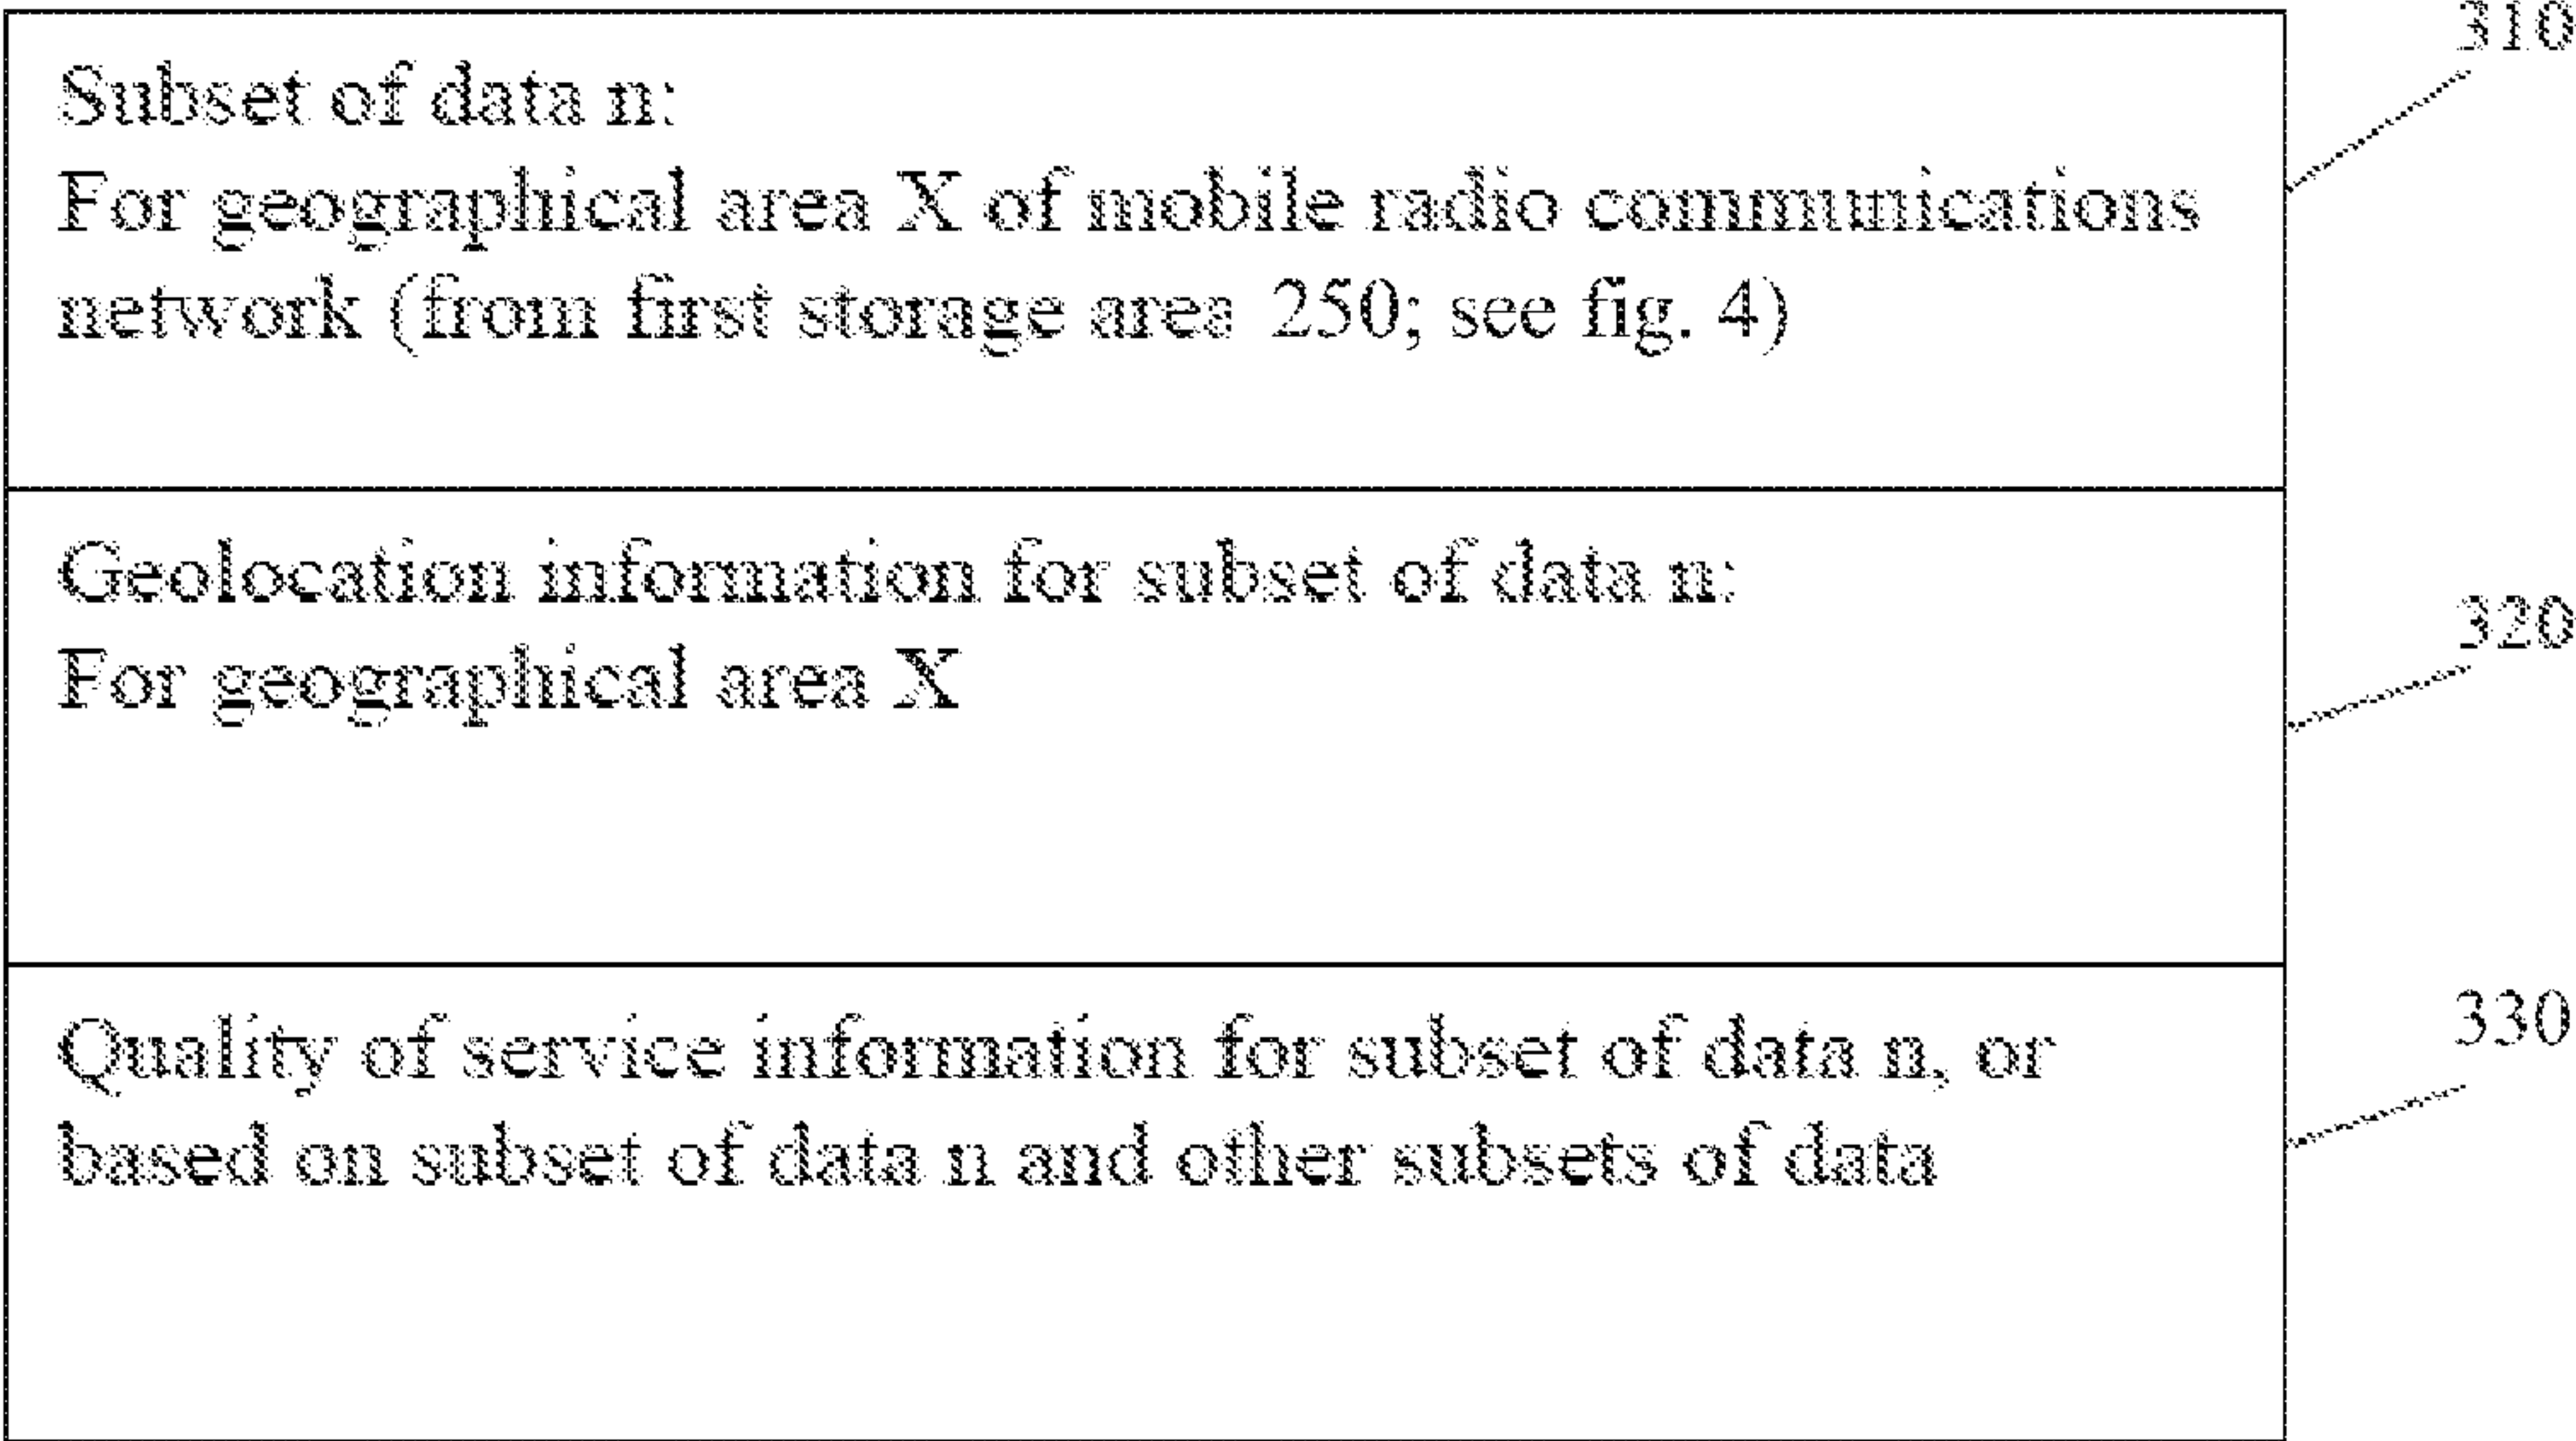 310
Subset of data n:
For geographical area X of mobile radio communications
network (from first storage area 250; see fig. 4)
Geolocation information for subset of data n:
320
For geographical area X
Quality of service information for subset of data n, or
330
based on subset of data n and other subsets of data